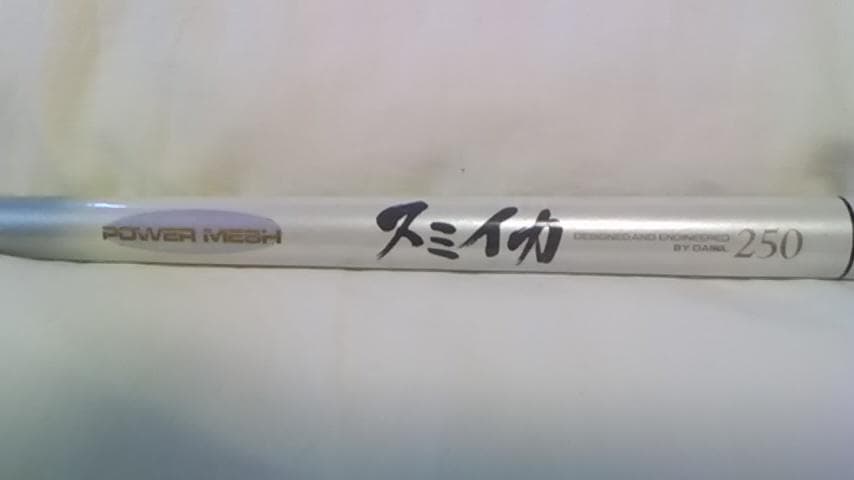 POWER MESH
スミイカ
DESIGNED AND ENGINEERED
BY DAIWA
250